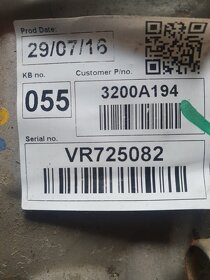 Prod Date:
29/07/16
KB no. Customer P/no.
055 3200A194
Serial no.
VR725082